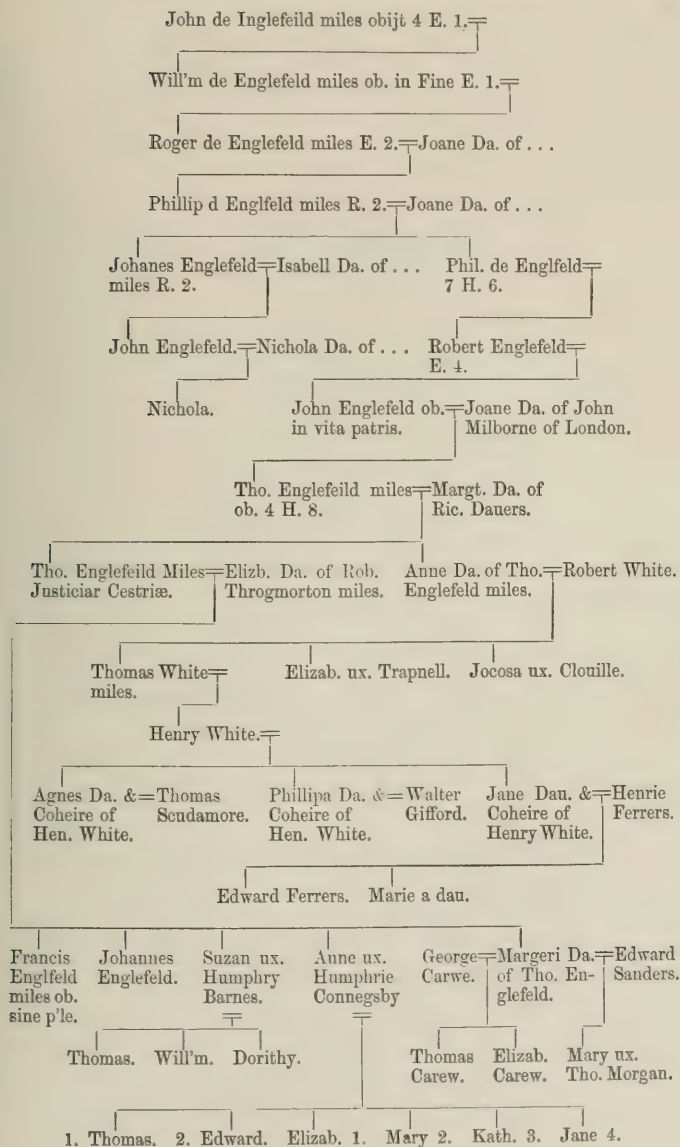 John de Inglefeild miles obijt 4 E. 1.
Will'm de Englefeld miles ob. in Fine E. 1.
Roger de Englefeld miles E. 2. Joane Da. of . . .
Phillip d Englfeld miles R. 2. Joane Da. of . . .
Johanes Englefeld Isabell Da. of . . . Phil. de Englfeld
miles R. 2. 7 H. 6.
John Englefeld. Nichola Da. of . . . Robert Englefeld
E. 4.
Nichola. John Englefeld ob. Joane Da. of John
in vita patris. Milborne of London.
Tho. Englefeild miles Margt. Da. of
ob. 4 H. 8. Ric. Dauers.
Tho. Englefeild Miles Elizb. Da. of Rob. Anne Da. of Tho. Robert White.
Justiciar Cestriæ. Throgmorton miles. Englefeld miles.
Thomas White Elizab. ux. Trapnell. Jocosa ux. Clouille.
miles.
Henry White.
Agnes Da. &=Thomas Phillipa Da. &=Walter Jane Dau. & Henrie
Coheire of Scudamore. Coheire of Gifford. Coheire of Ferrers.
Hen. White. Hen. White. Henry White.
Edward Ferrers. Marie a dau.
Francis Johannes Suzan ux. Anne ux. George Margeri Da. Edward
Englfeld Englefeld. Humphry Humphrie Carwe. of Tho. En- Sanders.
miles ob. Barnes. Connegsby glefeld.
sine p'le.
Thomas. Will'm. Dorithy. Thomas Elizab. Mary ux.
Carew. Carew. Tho. Morgan.
1. Thomas. 2. Edward. Elizab. 1. Mary 2. Kath. 3. Jane 4.